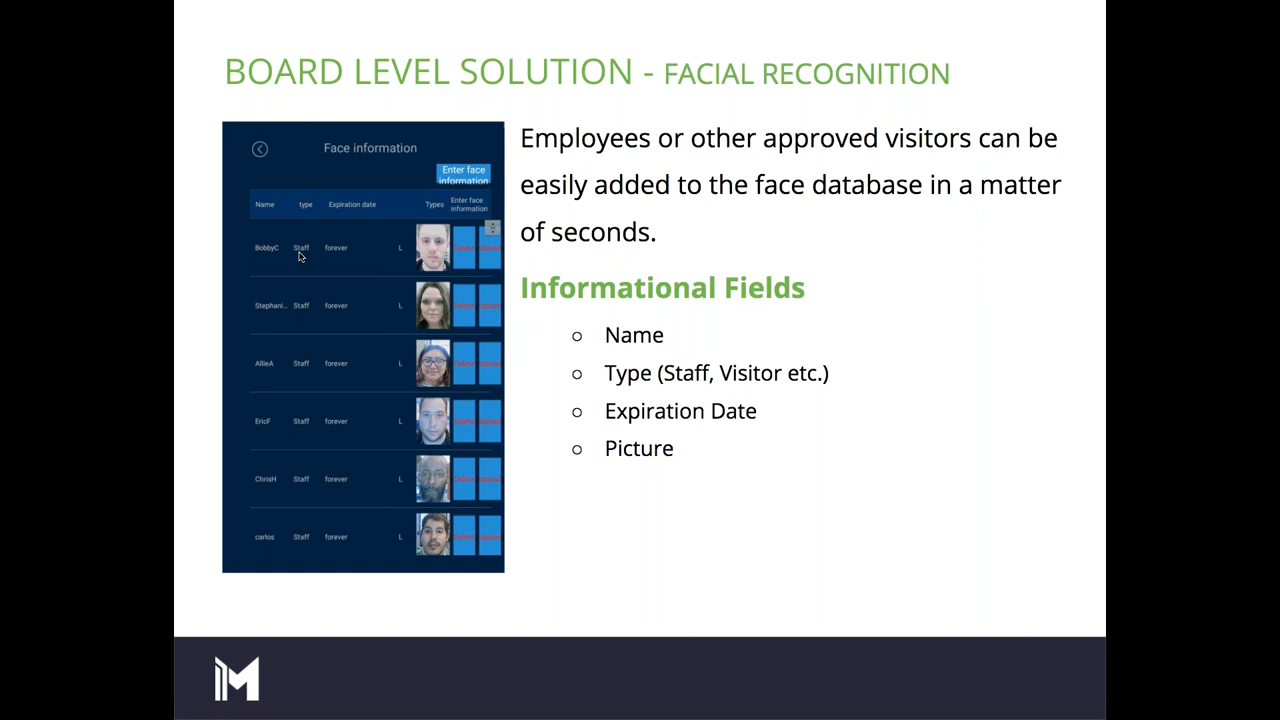 BOARD LEVEL SOLUTION - FACIAL RECOGNITION
Face information
Enter face
information
Name type Expiration date Types Enter face
information
BobbyC Staff forever L
Stephani... Staff forever L
AllieA Staff forever L
EricF Staff forever L
ChrisH Staff forever L
carlos Staff forever L
Employees or other approved visitors can be
easily added to the face database in a matter
of seconds.
Informational Fields
Name
Type (Staff, Visitor etc.)
Expiration Date
Picture